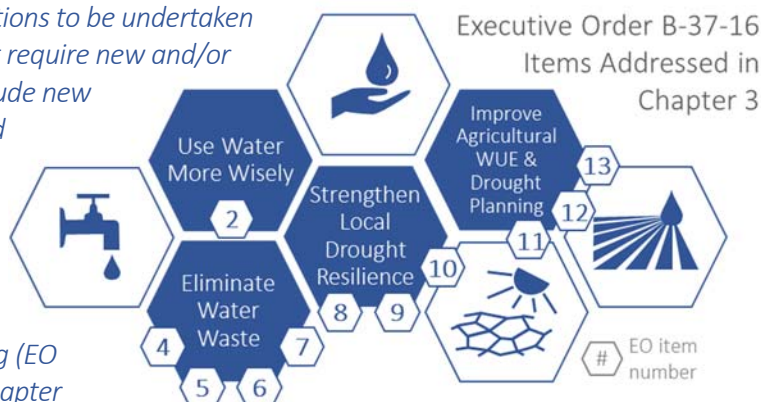 tions to be undertaken
require new and/or
ude new
Executive Order B-37-16
Items Addressed in
Chapter 3
Use Water
More Wisely
2
Strengthen
Local
Drought
Resilience
8
9
10
Improve
Agricultural
WUE &
Drought
Planning
11
12
13
Eliminate
Water
Waste
4
5
6
7
g (EO
apter
#
EO item
number